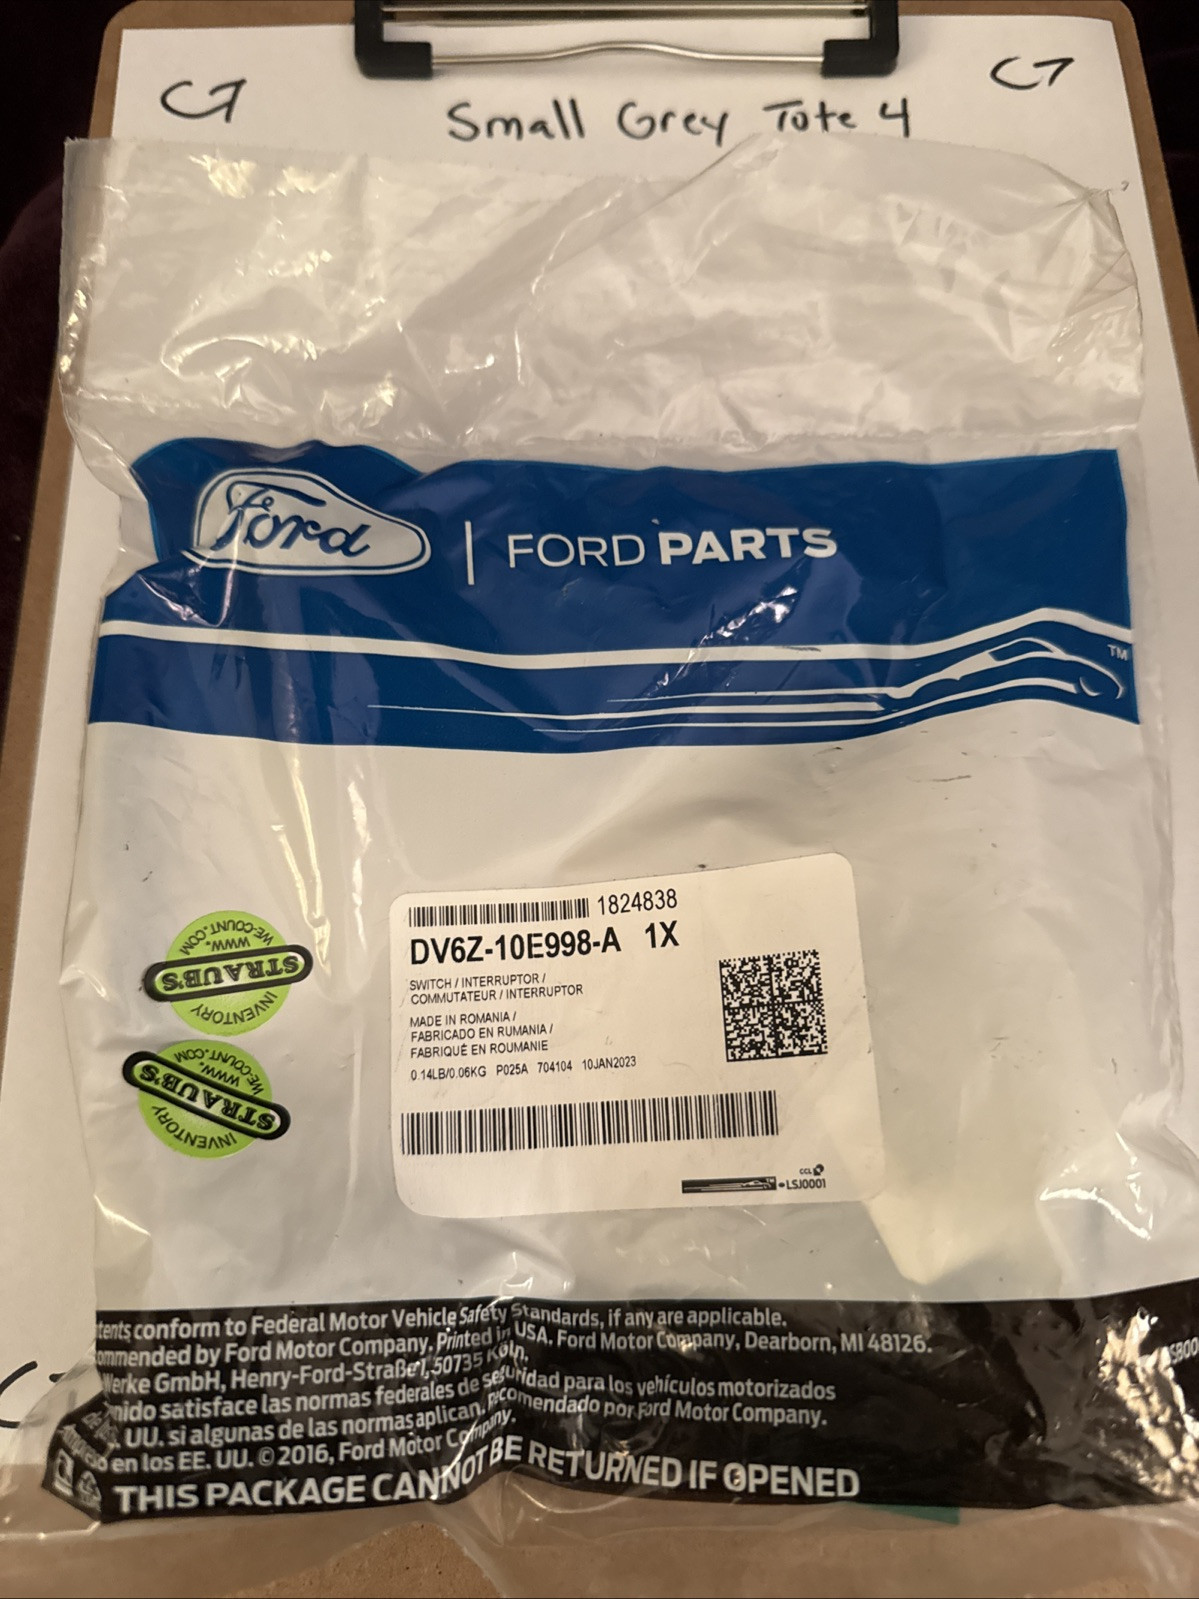 C7
C7
Small Grey Tote 4
Ford
FORD PARTS
TM
1824838
DV6Z-10E998-A 1X
SWITCH / INTERRUPTOR /
COMMUTATEUR / INTERRUPTOR
MADE IN ROMANIA /
FABRICADO EN RUMANIA /
FABRIQUÉ EN ROUMANIE
0.14LB/0.06KG P025A 704104 10JAN2023
CCL
LSJ0001
WWW.
WE-COUNT.COM
STRAUB'S
INVENTORY
WWW.
WE-COUNT.COM
STRAUB'S
INVENTORY
tents conform to Federal Motor Vehicle Safety Standards, if any are applicable.
ommended by Ford Motor Company. Printed in USA. Ford Motor Company, Dearborn, MI 48126.
Werke GmbH, Henry-Ford-Straße 1, 50735 Köln.
nido satisface las normas federales de seguridad para los vehículos motorizados
. UU. si algunas de las normas aplican. Recomendado por Ford Motor Company.
en los EE. UU. © 2016, Ford Motor Company.
THIS PACKAGE CANNOT BE RETURNED IF OPENED